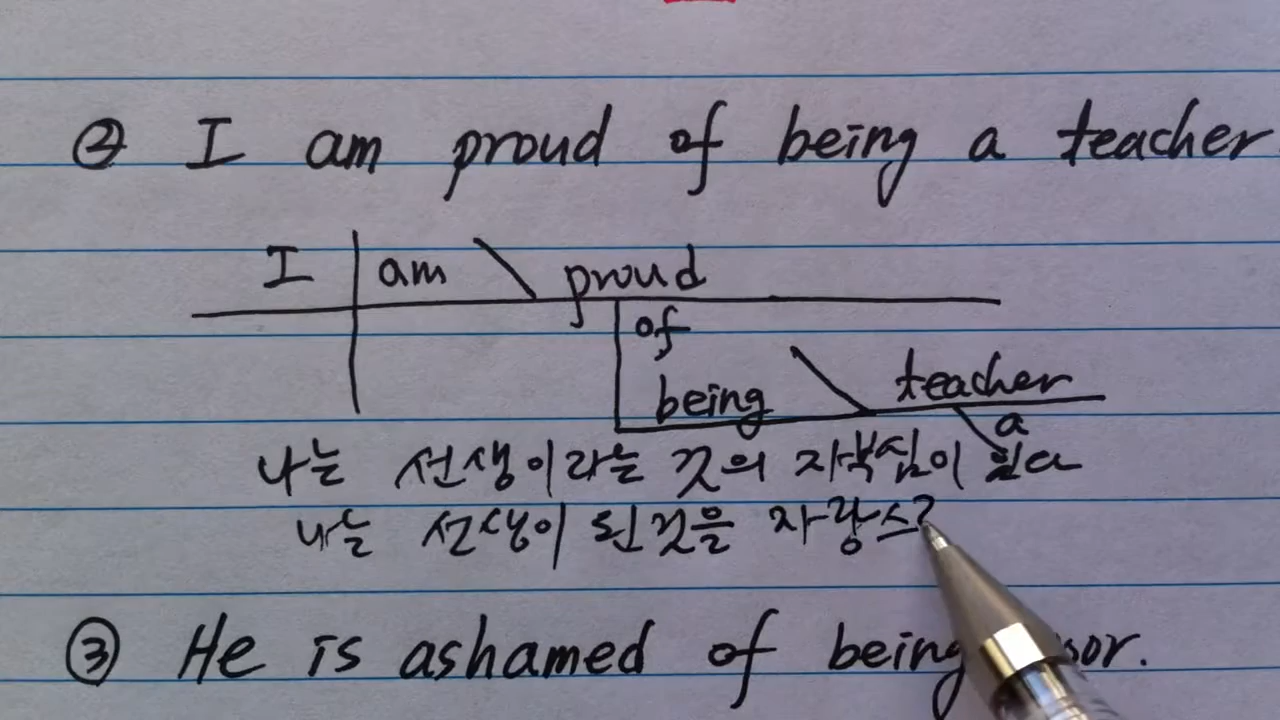 ② I am proud of being a teacher
I am proud
of
being teacher
a
나는 선생이라는 것의 자부심이 있다
나는 선생이 된것을 자랑스
③ He is ashamed of being